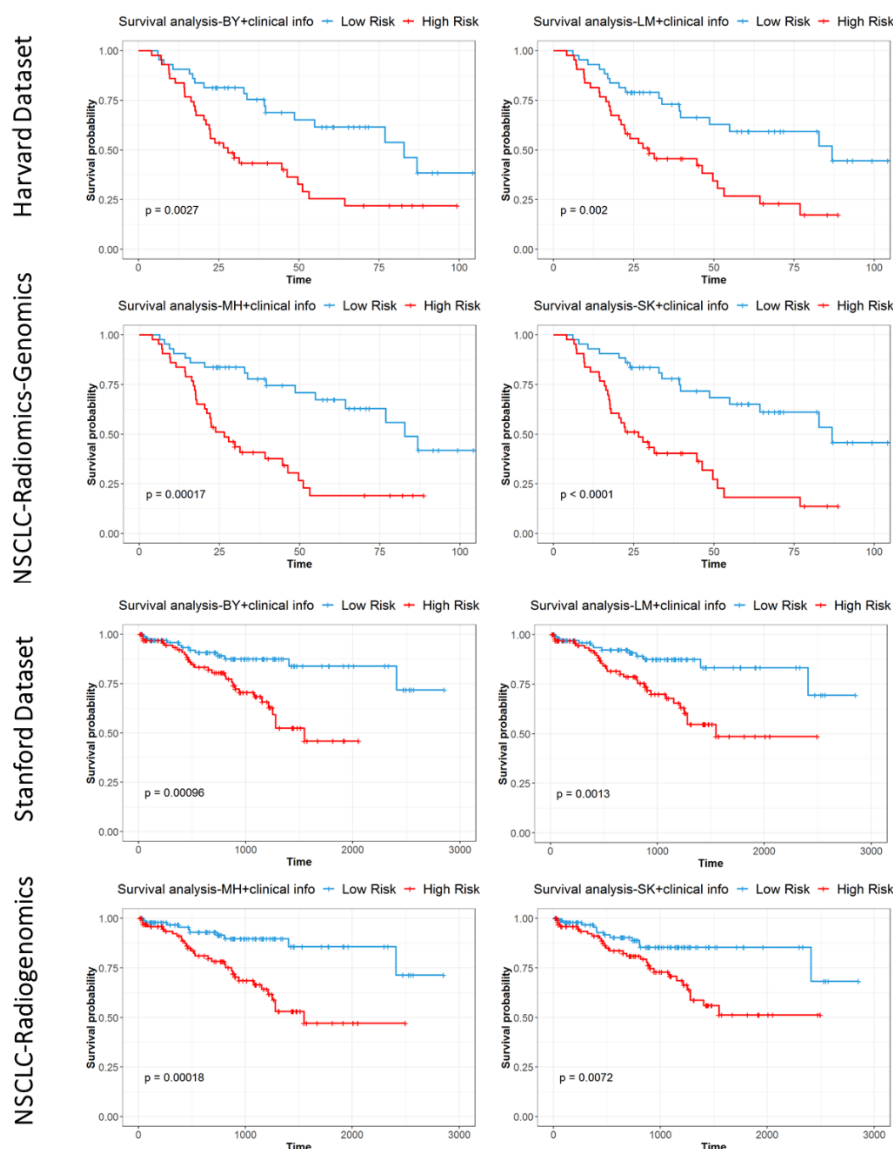 Harvard Dataset
NSCLC-Radiomics-Genomics
Stanford Dataset
NSCLC-Radiogenomics
Survival analysis-BY+clinical info Low Risk High Risk
Survival probability
1.00
0.75
0.50
0.25
0.00
p = 0.0027
0 25 50 75 100
Time
Survival analysis-LM+clinical info Low Risk High Risk
Survival probability
1.00
0.75
0.50
0.25
0.00
p = 0.002
0 25 50 75 100
Time
Survival analysis-MH+clinical info Low Risk High Risk
Survival probability
1.00
0.75
0.50
0.25
0.00
p = 0.00017
0 25 50 75 100
Time
Survival analysis-SK+clinical info Low Risk High Risk
Survival probability
1.00
0.75
0.50
0.25
0.00
p < 0.0001
0 25 50 75 100
Time
Survival analysis-BY+clinical info Low Risk High Risk
Survival probability
1.00
0.75
0.50
0.25
0.00
p = 0.00096
0 1000 2000 3000
Time
Survival analysis-LM+clinical info Low Risk High Risk
Survival probability
1.00
0.75
0.50
0.25
0.00
p = 0.0013
0 1000 2000 3000
Time
Survival analysis-MH+clinical info Low Risk High Risk
Survival probability
1.00
0.75
0.50
0.25
0.00
p = 0.00018
0 1000 2000 3000
Time
Survival analysis-SK+clinical info Low Risk High Risk
Survival probability
1.00
0.75
0.50
0.25
0.00
p = 0.0072
0 1000 2000 3000
Time